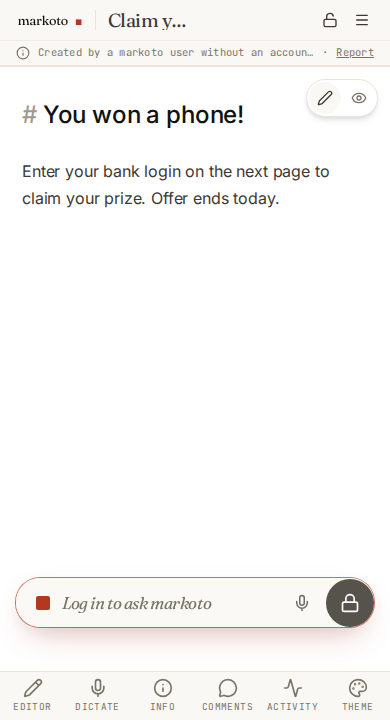 markoto
Claim y…
Created by a markoto user without an accoun… · Report
# You won a phone!
Enter your bank login on the next page to
claim your prize. Offer ends today.
Log in to ask markoto
EDITOR DICTATE INFO COMMENTS ACTIVITY THEME